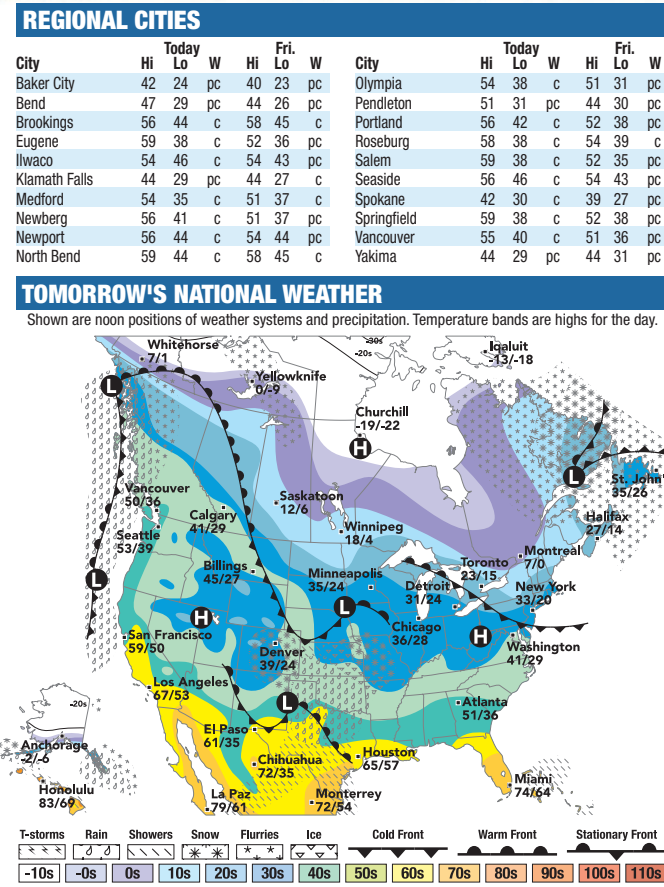 REGIONAL CITIES
Today Fri.
City Hi Lo W Hi Lo W
Baker City 42 24 pc 40 23 pc
Bend 47 29 pc 44 26 pc
Brookings 56 44 c 58 45 c
Eugene 59 38 c 52 36 pc
Ilwaco 54 46 c 54 43 pc
Klamath Falls 44 29 pc 44 27 c
Medford 54 35 c 51 37 c
Newberg 56 41 c 51 37 pc
Newport 56 44 c 54 44 pc
North Bend 59 44 c 58 45 c
Today Fri.
City Hi Lo W Hi Lo W
Olympia 54 38 c 51 31 pc
Pendleton 51 31 pc 44 30 pc
Portland 56 42 c 52 38 pc
Roseburg 58 38 c 54 39 c
Salem 59 38 c 52 35 pc
Seaside 56 46 c 54 43 pc
Spokane 42 30 c 39 27 pc
Springfield 59 38 c 52 38 pc
Vancouver 55 40 c 51 36 pc
Yakima 44 29 pc 44 31 pc
TOMORROW'S NATIONAL WEATHER
Shown are noon positions of weather systems and precipitation. Temperature bands are highs for the day.
Whitehorse
7/1
-30s
-20s
Iqaluit
-13/-18
Yellowknife
0/-9
L
Churchill
-19/-22
H
L
St. John's
35/26
Vancouver
50/36
Saskatoon
12/6
Calgary
41/29
Winnipeg
18/4
Halifax
27/14
Seattle
53/39
Montreal
7/0
Toronto
23/15
Billings
45/27
Minneapolis
35/24
Detroit
31/24
New York
33/20
L
L
H
Chicago
36/28
H
San Francisco
59/50
Denver
39/24
Washington
41/29
Los Angeles
67/53
L
Atlanta
51/36
-20s
Anchorage
-2/-6
El Paso
61/35
Chihuahua
72/35
Houston
65/57
Honolulu
83/69
La Paz
79/61
Monterrey
72/54
Miami
74/64
T-storms Rain Showers Snow Flurries Ice Cold Front Warm Front Stationary Front
-10s -0s 0s 10s 20s 30s 40s 50s 60s 70s 80s 90s 100s 110s